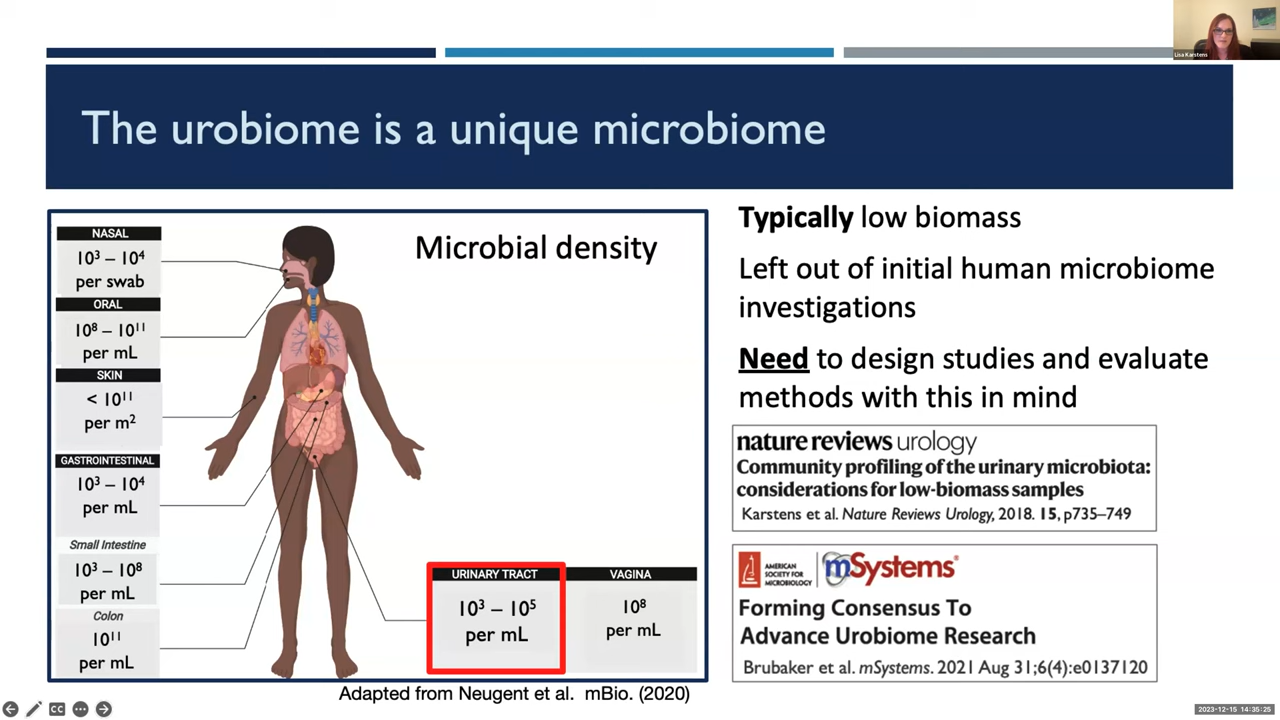 Lisa Karstens
The urobiome is a unique microbiome
NASAL
10³ – 10⁴
per swab
ORAL
10⁸ – 10¹¹
per mL
SKIN
< 10¹¹
per m²
GASTROINTESTINAL
10³ – 10⁴
per mL
Small Intestine
10³ – 10⁸
per mL
Colon
10¹¹
per mL
Microbial density
URINARY TRACT
10³ – 10⁵
per mL
VAGINA
10⁸
per mL
Adapted from Neugent et al. mBio. (2020)
Typically low biomass
Left out of initial human microbiome
investigations
Need to design studies and evaluate
methods with this in mind
nature reviews urology
Community profiling of the urinary microbiota:
considerations for low-biomass samples
Karstens et al. Nature Reviews Urology, 2018. 15, p735–749
AMERICAN
SOCIETY FOR
MICROBIOLOGY
mSystems®
Forming Consensus To
Advance Urobiome Research
Brubaker et al. mSystems. 2021 Aug 31;6(4):e0137120
CC
2023-12-15 14:35:25